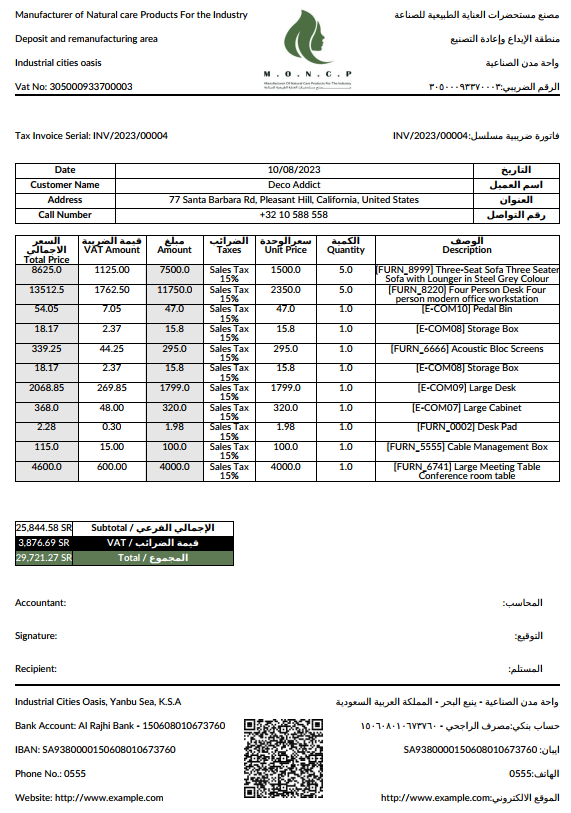 Manufacturer of Natural care Products For the Industry
مصنع مستحضرات العناية الطبيعية للصناعة
Deposit and remanufacturing area
منطقة الإيداع وإعادة التصنيع
Industrial cities oasis
واحة مدن الصناعية
Vat No: 305000933700003
الرقم الضريبي:٣٠٥٠٠٠٩٣٣٧٠٠٠٣
M . O . N . C . P
Manufacturer Of Natural Care Products For The Industry
Tax Invoice Serial: INV/2023/00004
فاتورة ضريبية مسلسل:INV/2023/00004
Date 10/08/2023 التاريخ
Customer Name Deco Addict اسم العميل
Address 77 Santa Barbara Rd, Pleasant Hill, California, United States العنوان
Call Number +32 10 588 558 رقم التواصل
السعر الاجمالي قيمة الضريبة مبلغ الضرائب سعرالوحدة الكمية الوصف
Total Price VAT Amount Amount Taxes Unit Price Quantity Description
8625.0 1125.00 7500.0 Sales Tax 15% 1500.0 5.0 [FURN_8999] Three-Seat Sofa Three Seater Sofa with Lounger in Steel Grey Colour
13512.5 1762.50 11750.0 Sales Tax 15% 2350.0 5.0 [FURN_8220] Four Person Desk Four person modern office workstation
54.05 7.05 47.0 Sales Tax 15% 47.0 1.0 [E-COM10] Pedal Bin
18.17 2.37 15.8 Sales Tax 15% 15.8 1.0 [E-COM08] Storage Box
339.25 44.25 295.0 Sales Tax 15% 295.0 1.0 [FURN_6666] Acoustic Bloc Screens
18.17 2.37 15.8 Sales Tax 15% 15.8 1.0 [E-COM08] Storage Box
2068.85 269.85 1799.0 Sales Tax 15% 1799.0 1.0 [E-COM09] Large Desk
368.0 48.00 320.0 Sales Tax 15% 320.0 1.0 [E-COM07] Large Cabinet
2.28 0.30 1.98 Sales Tax 15% 1.98 1.0 [FURN_0002] Desk Pad
115.0 15.00 100.0 Sales Tax 15% 100.0 1.0 [FURN_5555] Cable Management Box
4600.0 600.00 4000.0 Sales Tax 15% 4000.0 1.0 [FURN_6741] Large Meeting Table Conference room table
25,844.58 SR Subtotal / الإجمالي الفرعي
3,876.69 SR VAT / قيمة الضرائب
29,721.27 SR Total / المجموع
Accountant: المحاسب:
Signature: التوقيع:
Recipient: المستلم:
Industrial Cities Oasis, Yanbu Sea, K.S.A
واحة مدن الصناعية - ينبع البحر - المملكة العربية السعودية
Bank Account: Al Rajhi Bank - 150608010673760
حساب بنكي:مصرف الراجحي - ١٥٠٦٠٨٠١٠٦٧٣٧٦٠
IBAN: SA9380000150608010673760
ايبان: SA9380000150608010673760
Phone No.: 0555
الهاتف:0555
Website: http://www.example.com
الموقع الالكتروني:http://www.example.com